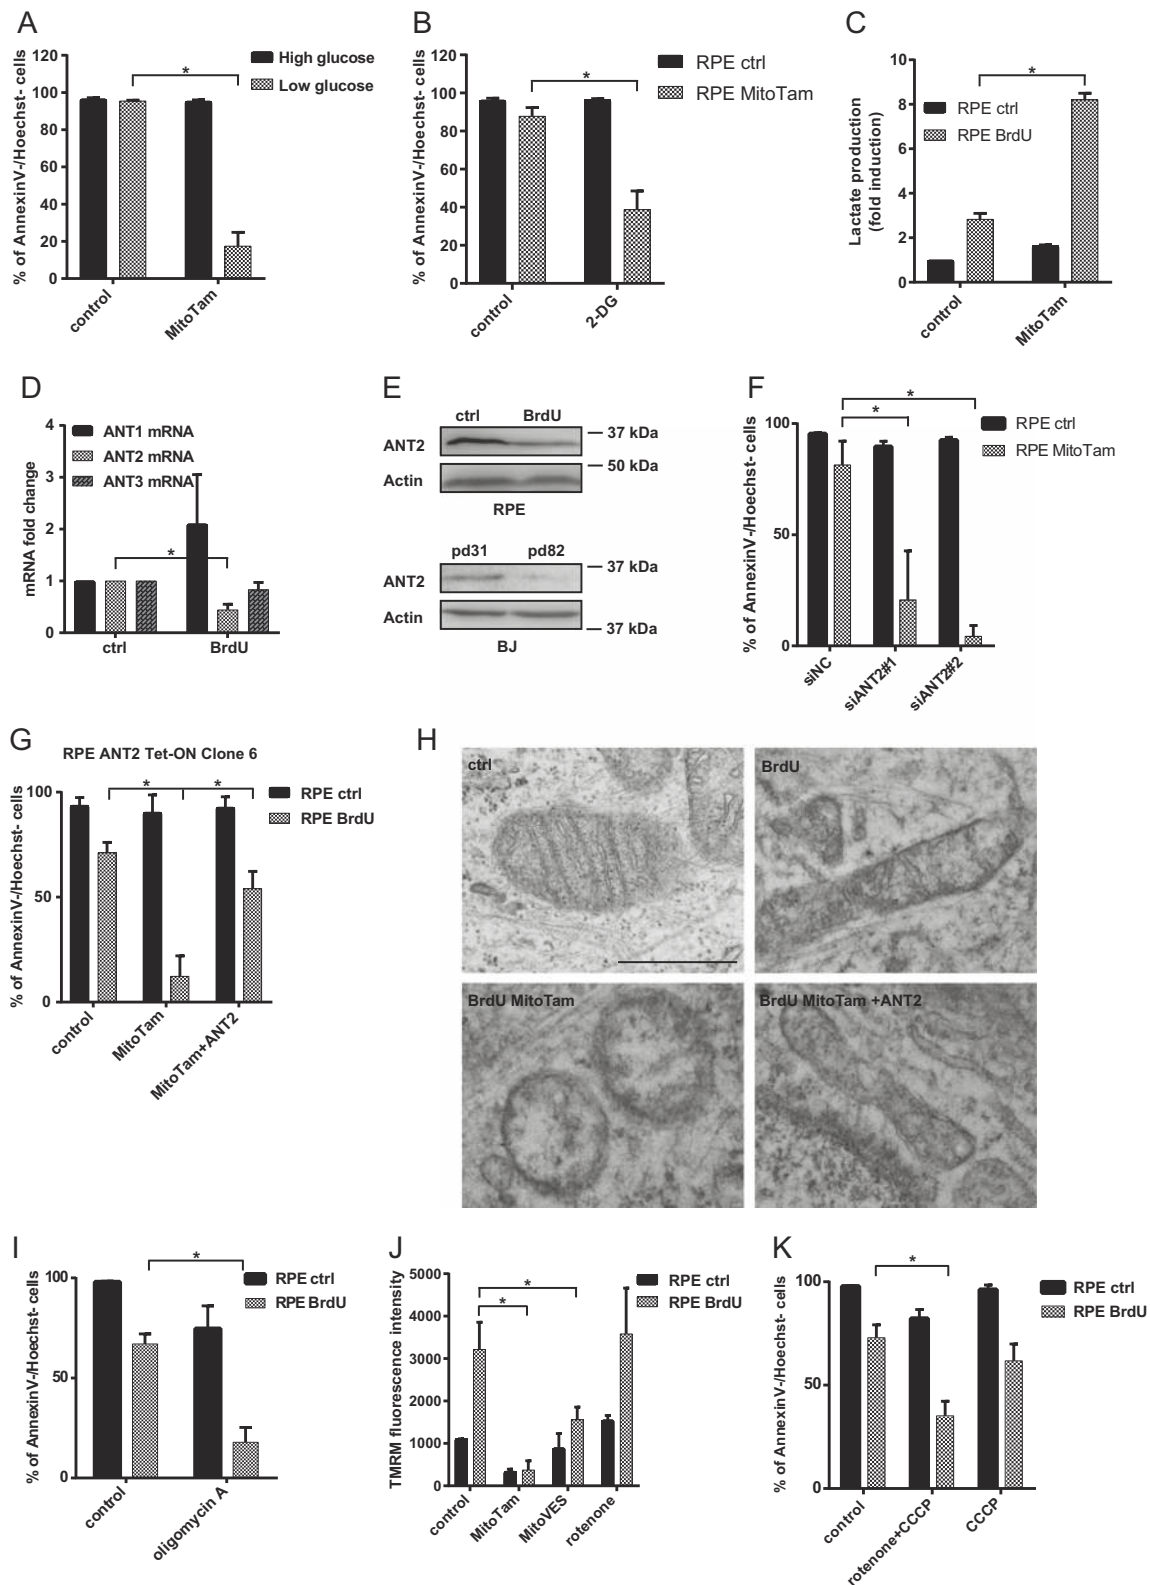 A
% of AnnexinV-/Hoechst- cells
120
100
80
60
40
20
0
*
High glucose
Low glucose
control
MitoTam
B
% of AnnexinV-/Hoechst- cells
120
100
80
60
40
20
0
*
RPE ctrl
RPE MitoTam
control
2-DG
C
Lactate production
(fold induction)
10
8
6
4
2
0
*
RPE ctrl
RPE BrdU
control
MitoTam
D
mRNA fold change
4
3
2
1
0
ANT1 mRNA
ANT2 mRNA
ANT3 mRNA
*
ctrl
BrdU
E
ctrl BrdU
ANT2
37 kDa
50 kDa
Actin
RPE
pd31 pd82
37 kDa
ANT2
Actin
37 kDa
BJ
F
% of AnnexinV-/Hoechst- cells
100
50
0
*
*
RPE ctrl
RPE MitoTam
siNC
siANT2#1
siANT2#2
G
RPE ANT2 Tet-ON Clone 6
% of AnnexinV-/Hoechst- cells
100
50
0
*
*
RPE ctrl
RPE BrdU
control
MitoTam
MitoTam+ANT2
H
ctrl
BrdU
BrdU MitoTam
BrdU MitoTam +ANT2
I
% of AnnexinV-/Hoechst- cells
100
50
0
*
RPE ctrl
RPE BrdU
control
oligomycin A
J
TMRM fluorescence intensity
5000
4000
3000
2000
1000
0
*
*
RPE ctrl
RPE BrdU
control
MitoTam
MitoVES
rotenone
K
% of AnnexinV-/Hoechst- cells
100
50
0
*
RPE ctrl
RPE BrdU
control
rotenone+CCCP
CCCP